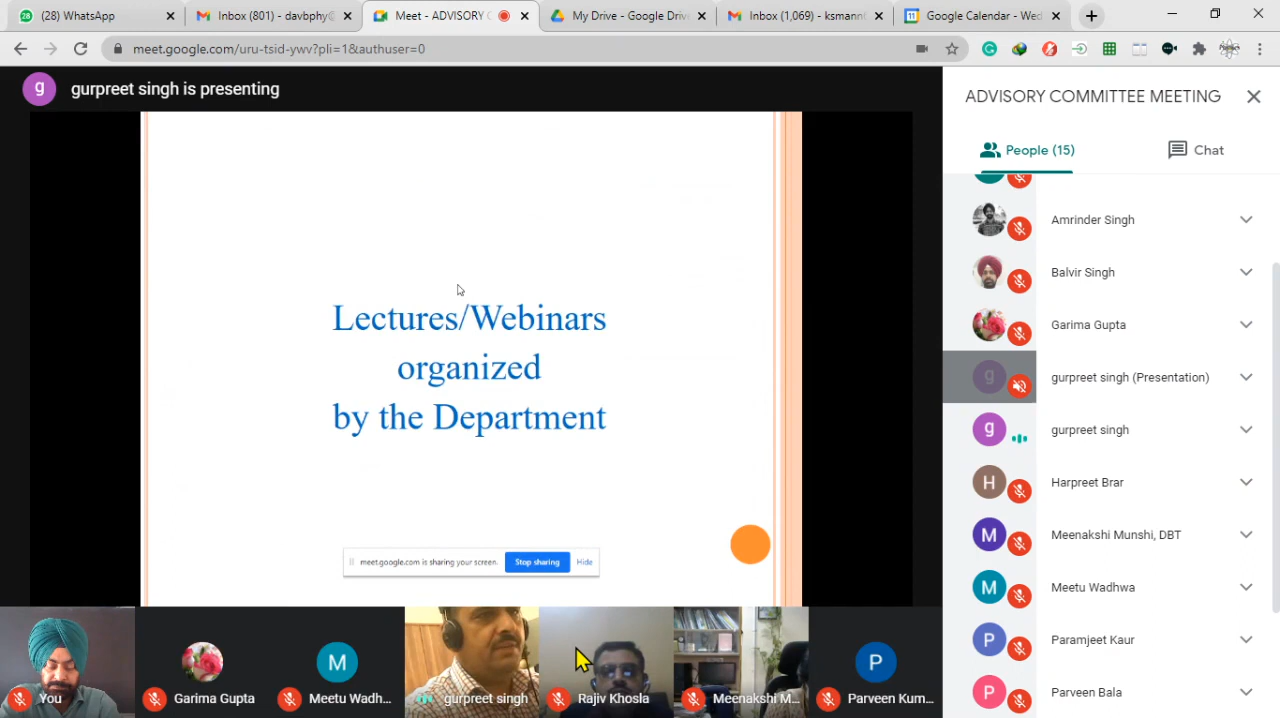 (28) WhatsApp
Inbox (801) - davbphy@c
Meet - ADVISORY C
My Drive - Google Drive
Inbox (1,069) - ksmannt
Google Calendar - Wed
meet.google.com/uru-tsid-ywv?pli=1&authuser=0
g
gurpreet singh is presenting
Lectures/Webinars
organized
by the Department
meet.google.com is sharing your screen.
Stop sharing
Hide
You
Garima Gupta
M
Meetu Wadh...
gurpreet singh
Rajiv Khosla
Meenakshi M...
P
Parveen Kum...
ADVISORY COMMITTEE MEETING
People (15)
Chat
Amrinder Singh
Balvir Singh
Garima Gupta
g
gurpreet singh (Presentation)
g
gurpreet singh
H
Harpreet Brar
M
Meenakshi Munshi, DBT
M
Meetu Wadhwa
P
Paramjeet Kaur
P
Parveen Bala